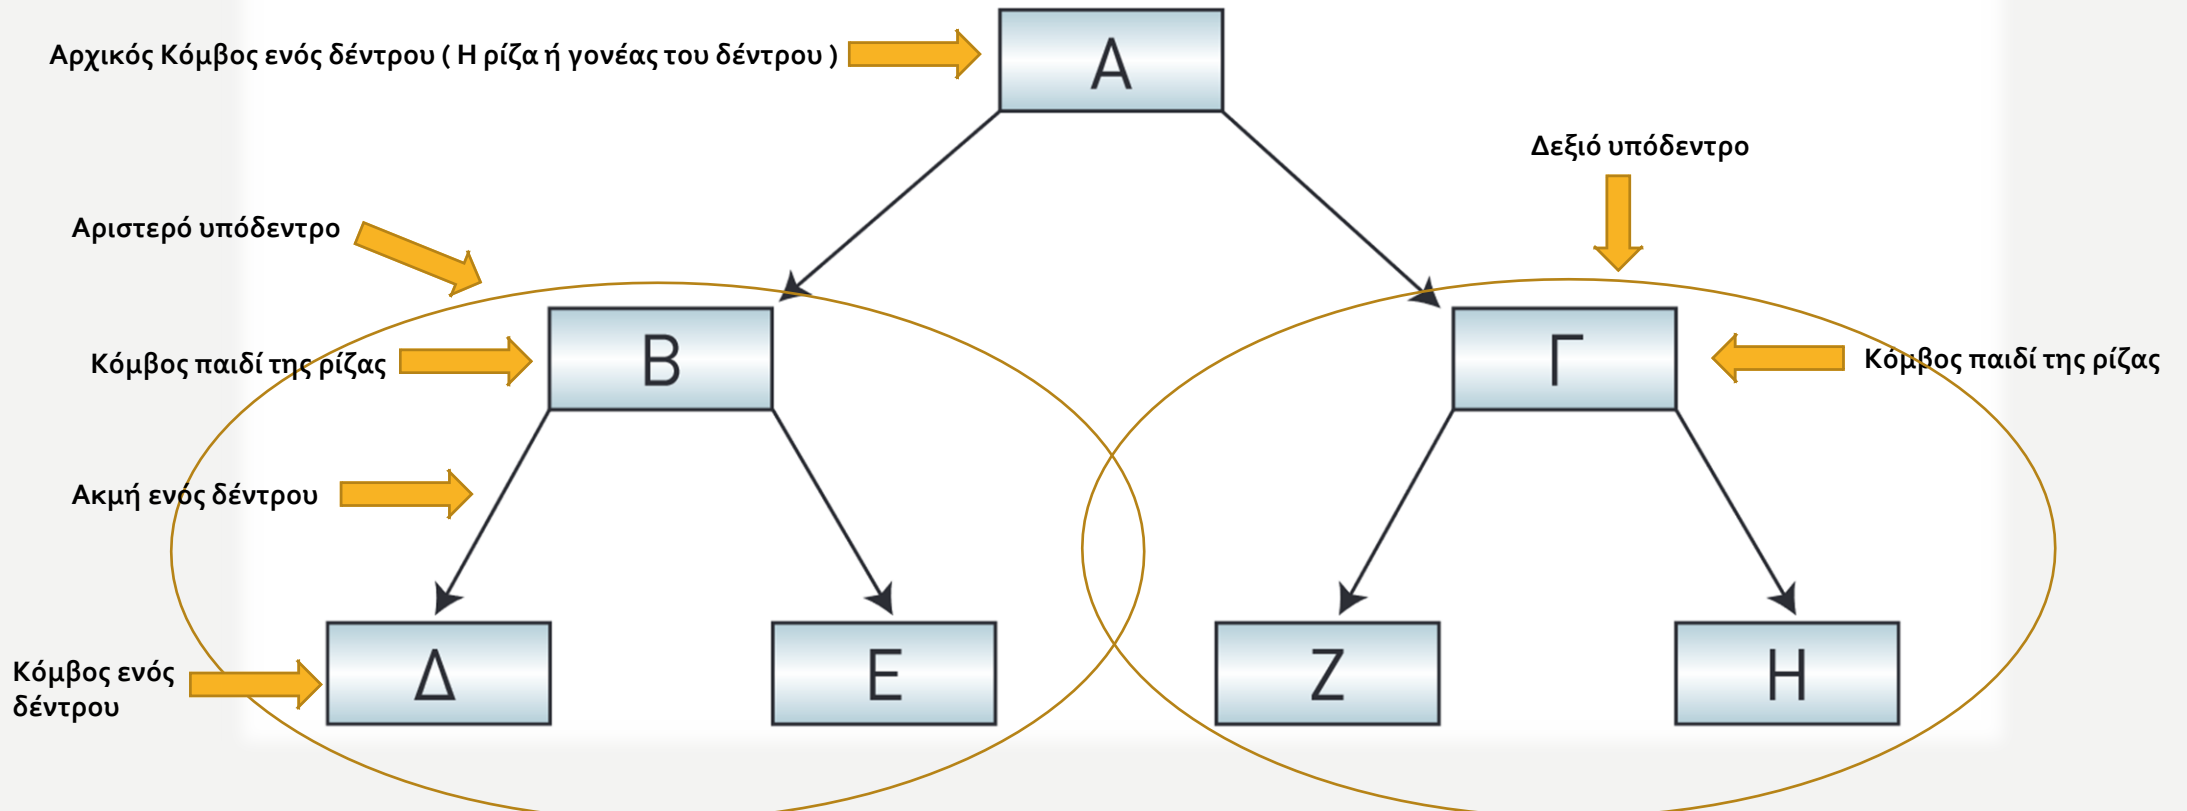 Αρχικός Κόμβος ενός δέντρου ( Η ρίζα ή γονέας του δέντρου )
Α
Δεξιό υπόδεντρο
Αριστερό υπόδεντρο
Κόμβος παιδί της ρίζας
Β
Γ
Κόμβος παιδί της ρίζας
Ακμή ενός δέντρου
Κόμβος ενός
δέντρου
Δ
Ε
Ζ
Η